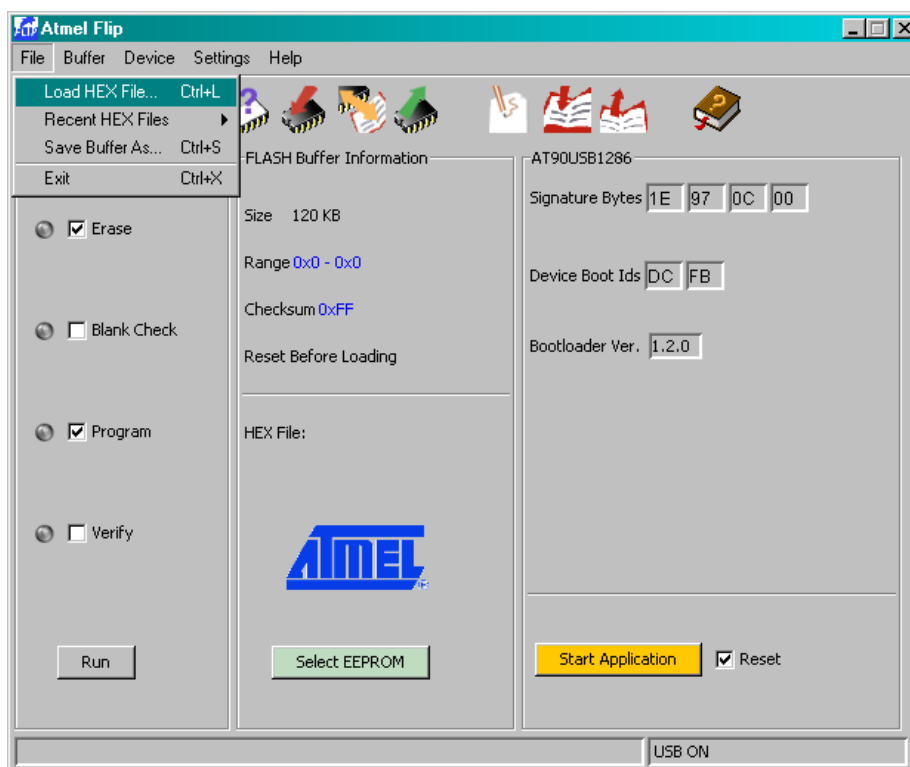 Atmel Flip
File Buffer Device Settings Help
Load HEX File... Ctrl+L
Recent HEX Files
Save Buffer As... Ctrl+S
Exit Ctrl+X
Erase
Blank Check
Program
Verify
Run
FLASH Buffer Information
Size 120 KB
Range 0x0 - 0x0
Checksum 0xFF
Reset Before Loading
HEX File:
ATMEL
Select EEPROM
AT90USB1286
Signature Bytes 1E 97 0C 00
Device Boot Ids DC FB
Bootloader Ver. 1.2.0
Start Application Reset
USB ON